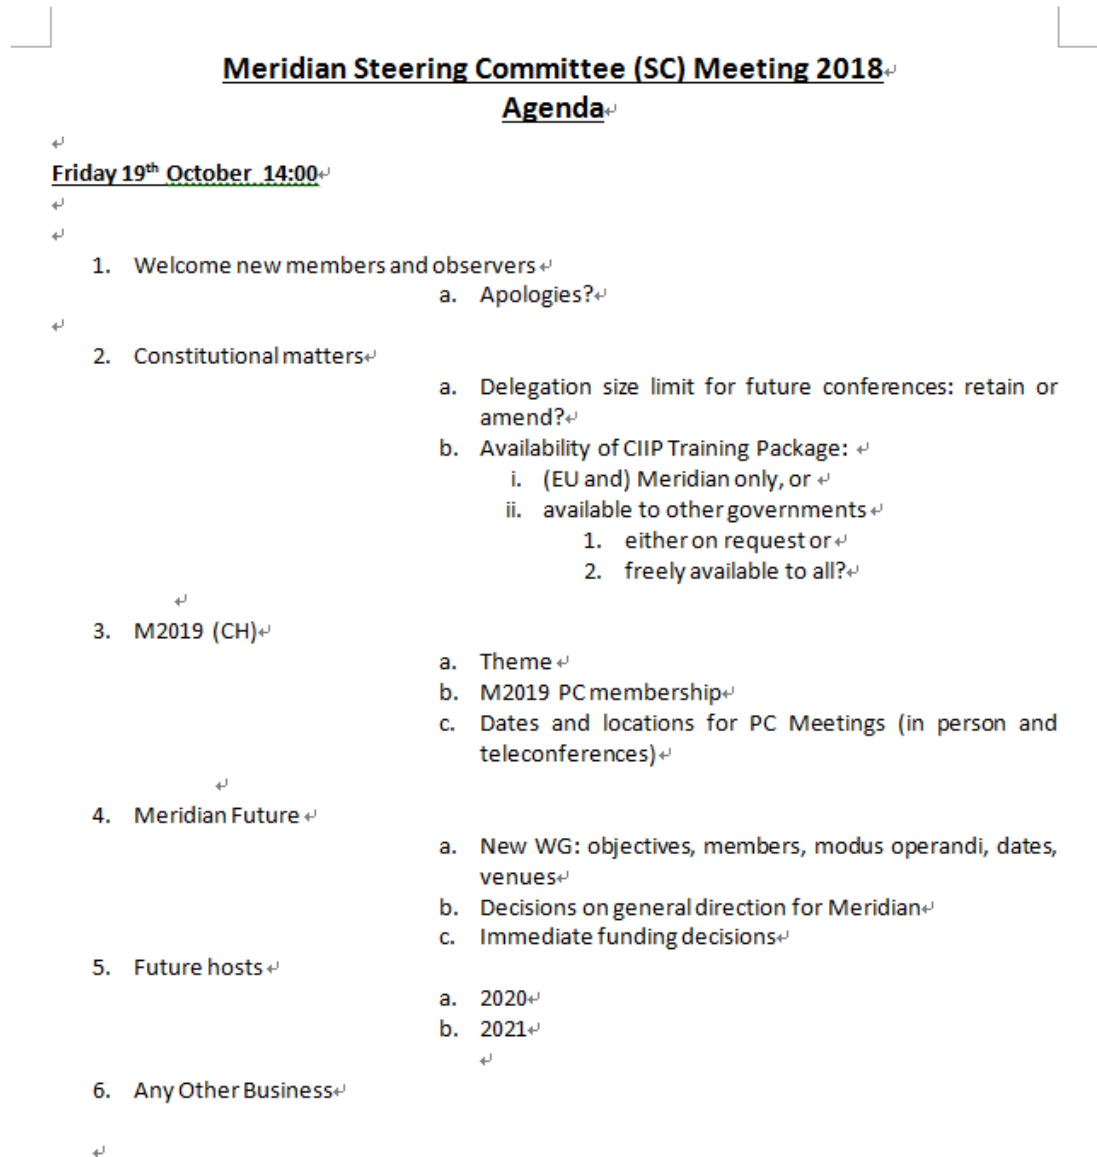 Meridian Steering Committee (SC) Meeting 2018
Agenda
Friday 19th October 14:00
1. Welcome new members and observers
a. Apologies?
2. Constitutional matters
a. Delegation size limit for future conferences: retain or
amend?
b. Availability of CIIP Training Package:
i. (EU and) Meridian only, or
ii. available to other governments
1. either on request or
2. freely available to all?
3. M2019 (CH)
a. Theme
b. M2019 PC membership
c. Dates and locations for PC Meetings (in person and
teleconferences)
4. Meridian Future
a. New WG: objectives, members, modus operandi, dates,
venues
b. Decisions on general direction for Meridian
c. Immediate funding decisions
5. Future hosts
a. 2020
b. 2021
6. Any Other Business